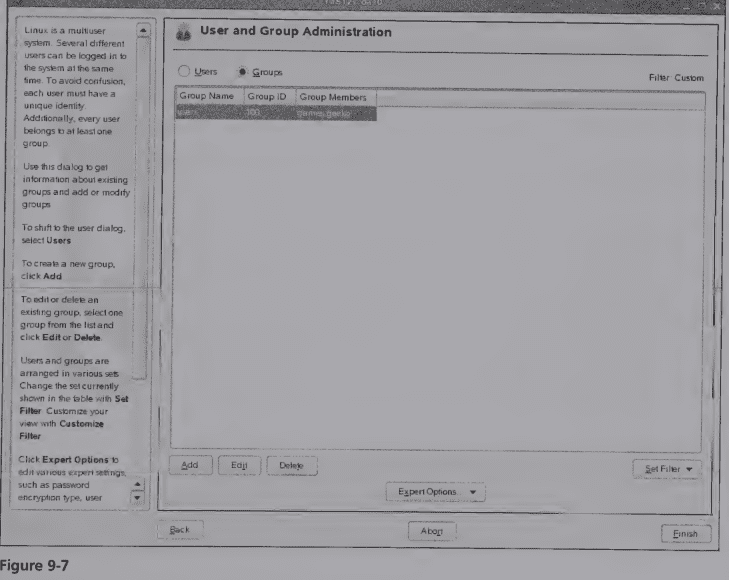 Linux is a multiuser
system. Several different
users can be logged in to
the system at the same
time. To avoid confusion,
each user must have a
unique identity.
Additionally, every user
belongs to at least one
group.
Use this dialog to get
information about existing
groups and add or modify
groups
To shift to the user dialog,
select Users
To create a new group,
click Add
To edit or delete an
existing group, select one
group from the list and
click Edit or Delete.
Users and groups are
arranged in various sets
Change the set currently
shown in the table with Set
Filter. Customize your
view with Customize
Filter
Click Expert Options to
edit various expert settings,
such as password
encryption type, user
User and Group Administration
Users Groups
Filter: Custom
Group Name Group ID Group Members
Add Edit Delete
Set Filter
Expert Options...
Back Abort Finish
Figure 9-7